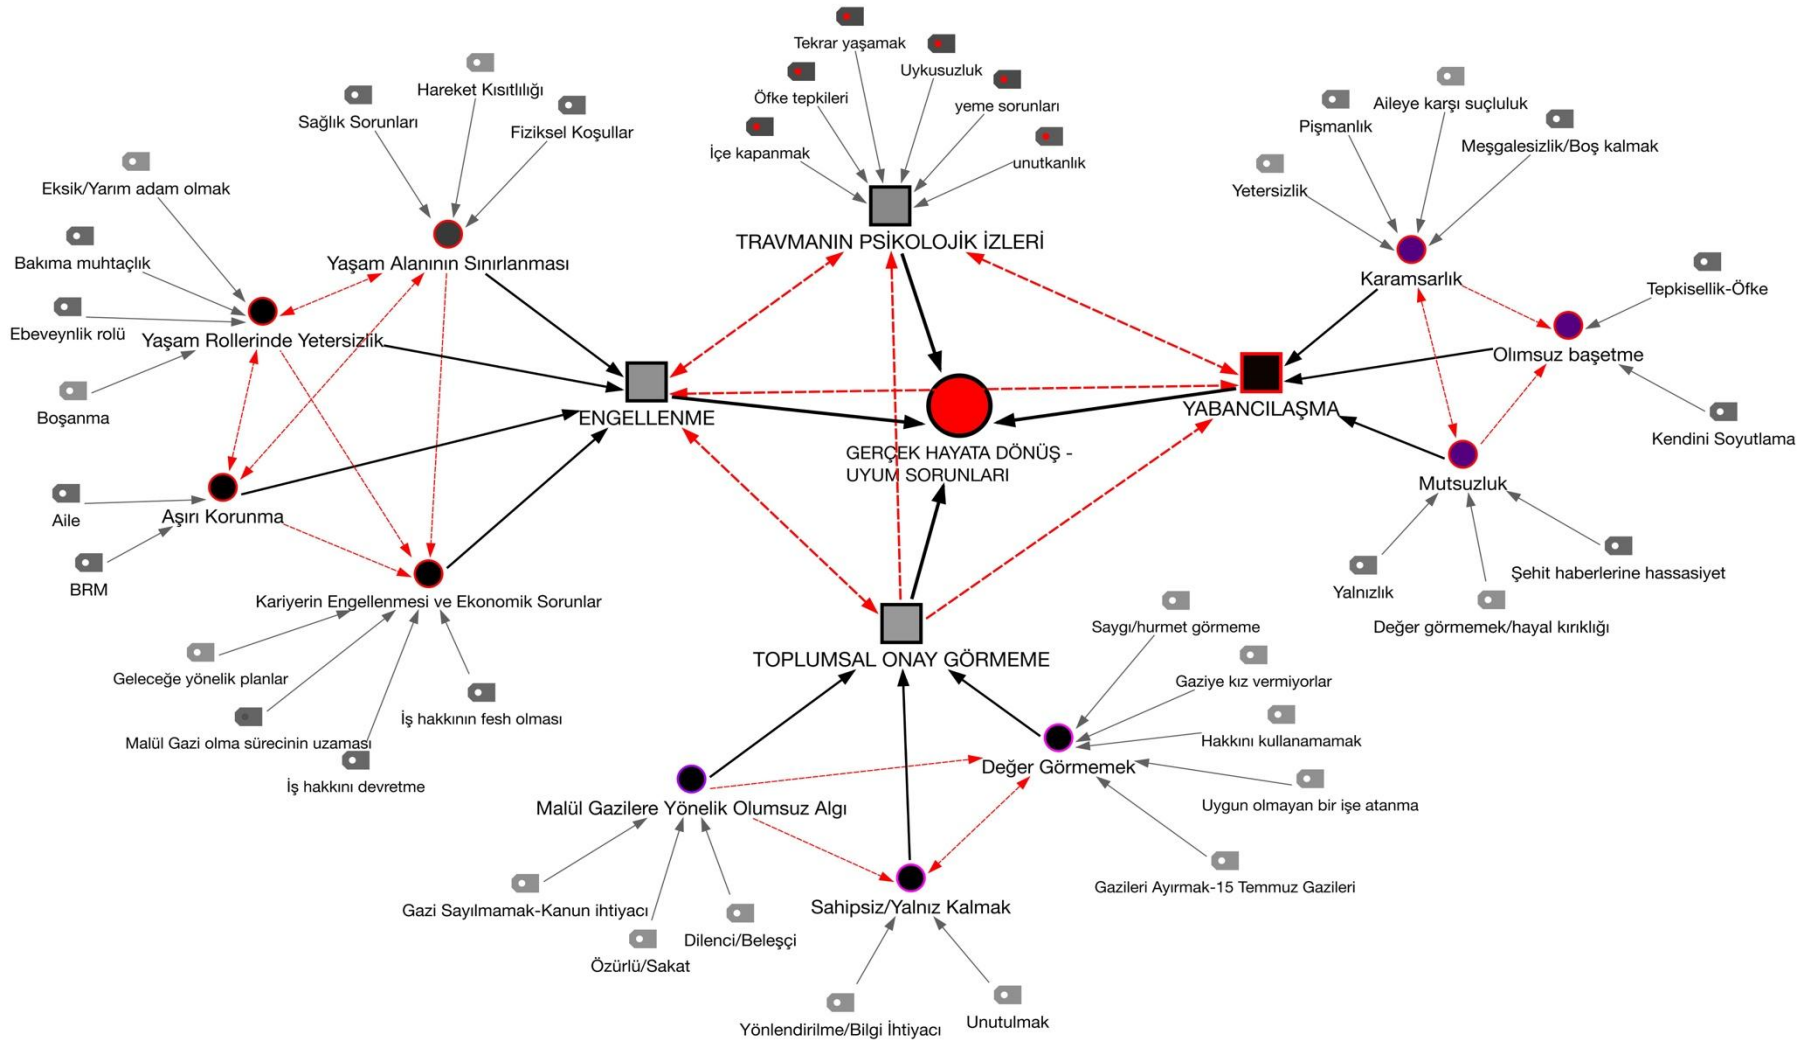 Tekrar yaşamak
Uykusuzluk
Öfke tepkileri
yeme sorunları
İçe kapanmak
unutkanlık
TRAVMANIN PSİKOLOJİK İZLERİ
Hareket Kısıtlılığı
Sağlık Sorunları
Fiziksel Koşullar
Yaşam Alanının Sınırlanması
Eksik/Yarım adam olmak
Bakıma muhtaçlık
Ebeveynlik rolü
Yaşam Rollerinde Yetersizlik
Boşanma
ENGELLENME
Aile
Aşırı Korunma
BRM
Kariyerin Engellenmesi ve Ekonomik Sorunlar
Geleceğe yönelik planlar
İş hakkının fesh olması
Malül Gazi olma sürecinin uzaması
İş hakkını devretme
GERÇEK HAYATA DÖNÜŞ -
UYUM SORUNLARI
Aileye karşı suçluluk
Pişmanlık
Meşgalesizlik/Boş kalmak
Yetersizlik
Karamsarlık
Tepkisellik-Öfke
Olımsuz başetme
YABANCILAŞMA
Kendini Soyutlama
Mutsuzluk
Şehit haberlerine hassasiyet
Yalnızlık
Değer görmemek/hayal kırıklığı
TOPLUMSAL ONAY GÖRMEME
Saygı/hurmet görmeme
Gaziye kız vermiyorlar
Hakkını kullanamamak
Değer Görmemek
Uygun olmayan bir işe atanma
Gazileri Ayırmak-15 Temmuz Gazileri
Malül Gazilere Yönelik Olumsuz Algı
Gazi Sayılmamak-Kanun ihtiyacı
Dilenci/Beleşçi
Özürlü/Sakat
Sahipsiz/Yalnız Kalmak
Yönlendirilme/Bilgi İhtiyacı
Unutulmak